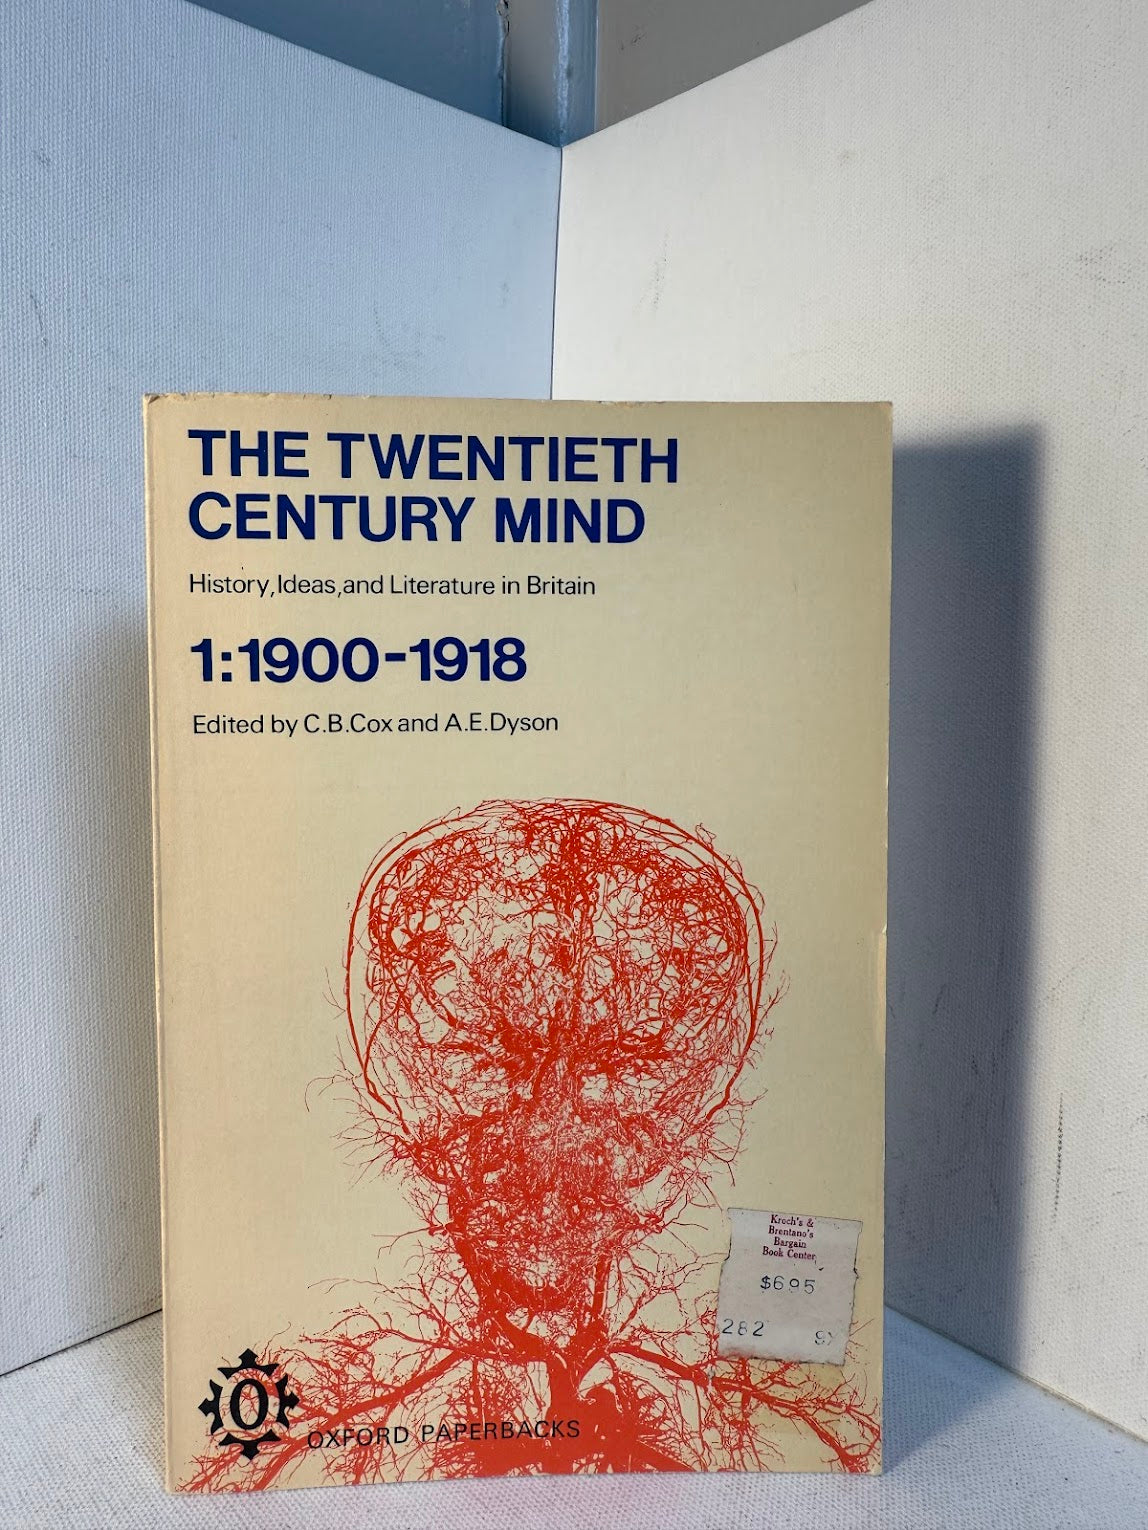 THE TWENTIETH
CENTURY MIND
History, Ideas, and Literature in Britain
1:1900-1918
Edited by C.B.Cox and A.E.Dyson
Kroch's &
Brentano's
Bargain
Book Center
$6.95
282
O
OXFORD PAPERBACKS